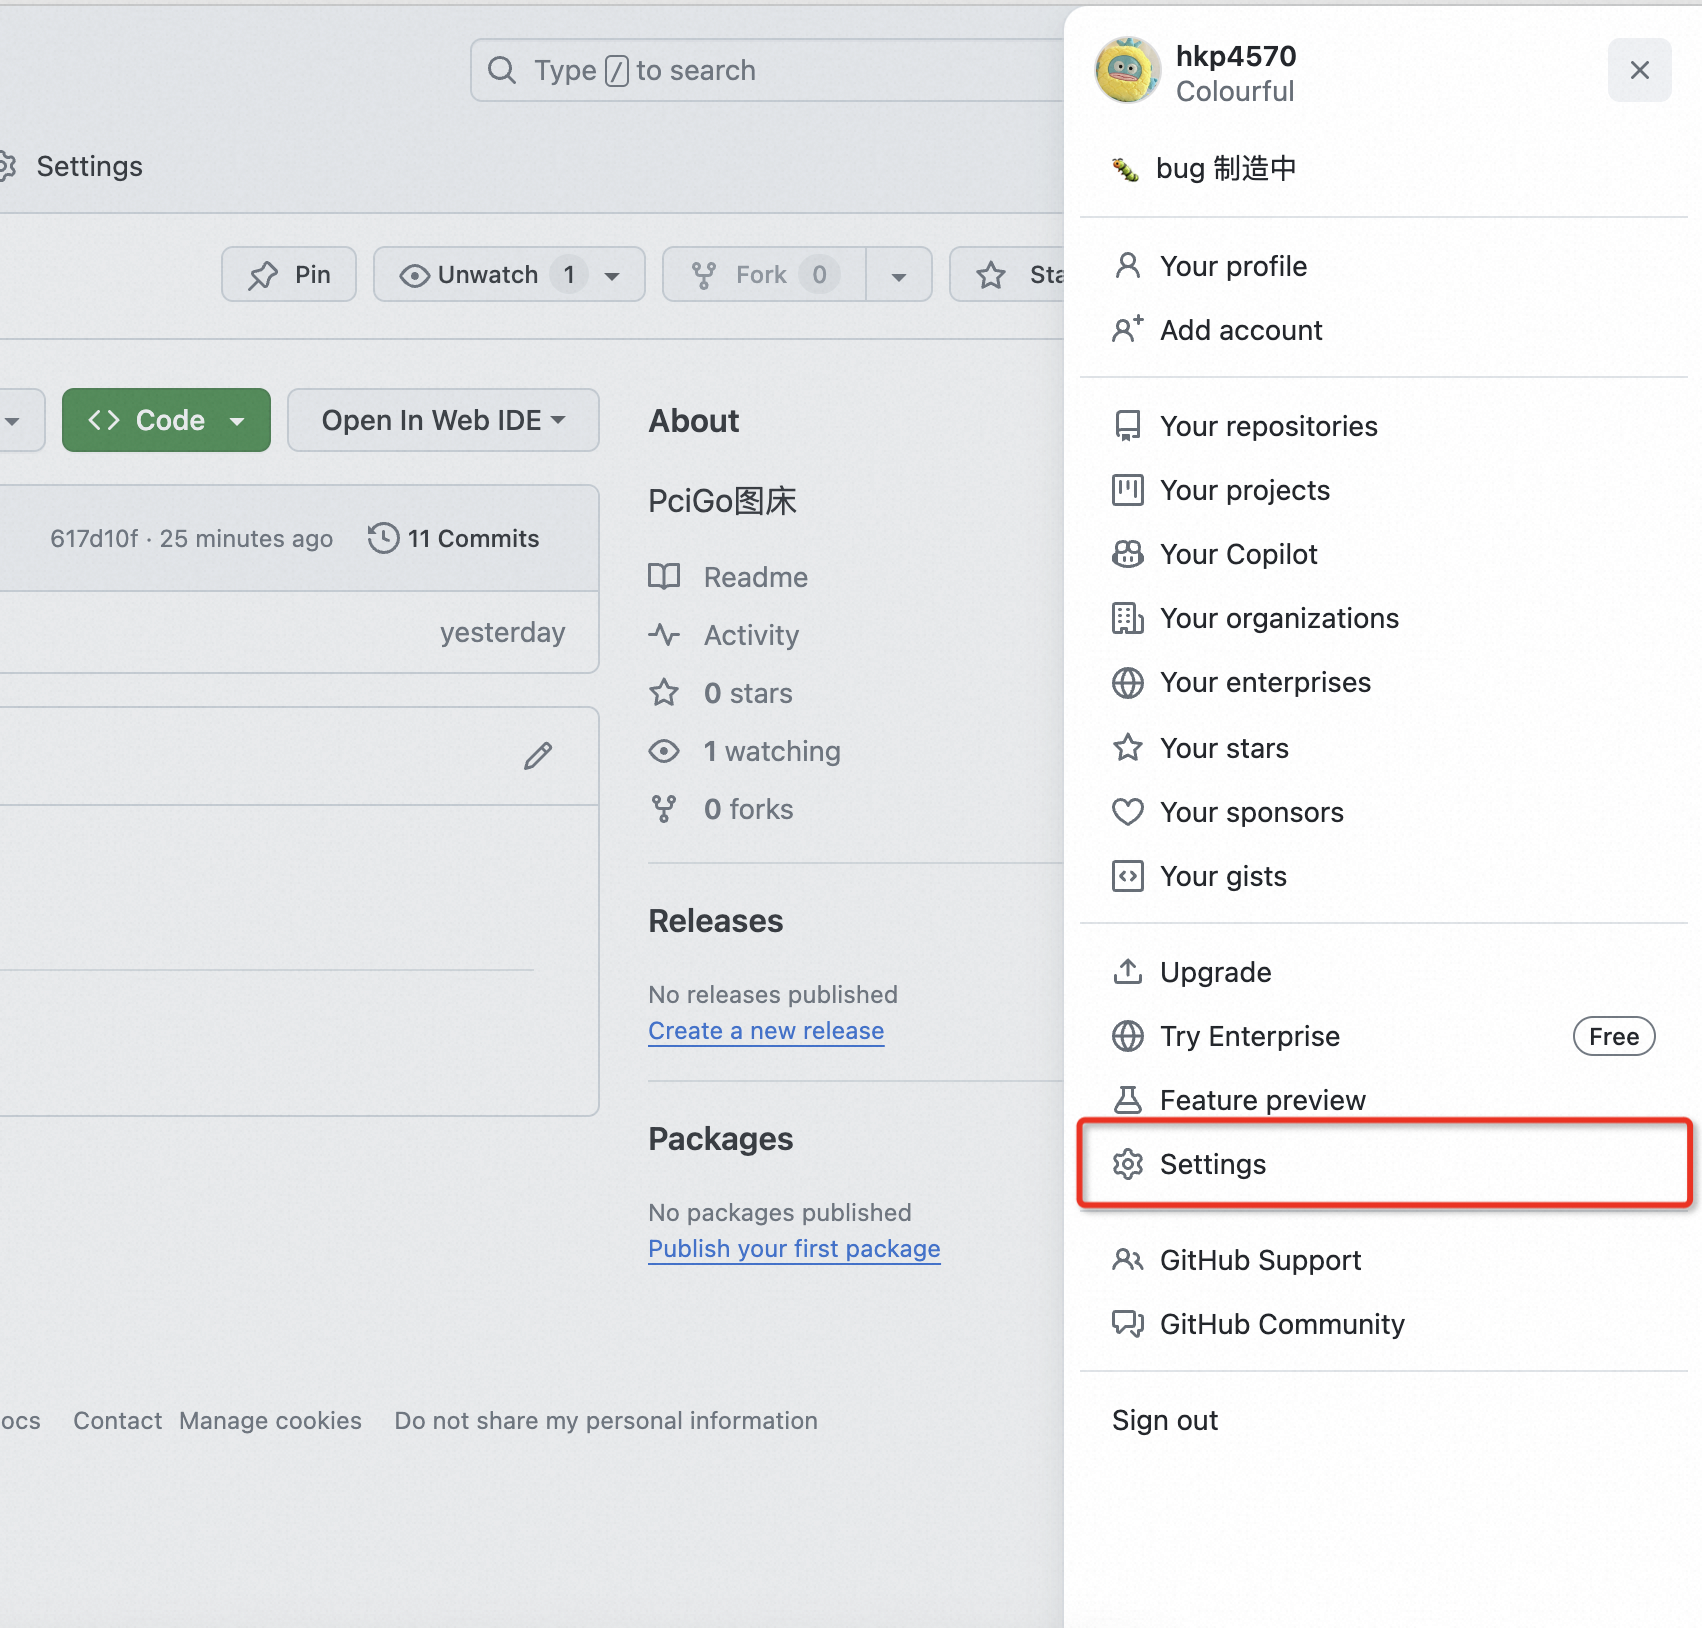 Type / to search
Settings
Pin
Unwatch 1
Fork 0
Sta
Code
Open In Web IDE
617d10f · 25 minutes ago
11 Commits
yesterday
About
PciGo图床
Readme
Activity
0 stars
1 watching
0 forks
Releases
No releases published
Create a new release
Packages
No packages published
Publish your first package
ocs
Contact
Manage cookies
Do not share my personal information
hkp4570
Colourful
bug 制造中
Your profile
Add account
Your repositories
Your projects
Your Copilot
Your organizations
Your enterprises
Your stars
Your sponsors
Your gists
Upgrade
Try Enterprise
Free
Feature preview
Settings
GitHub Support
GitHub Community
Sign out